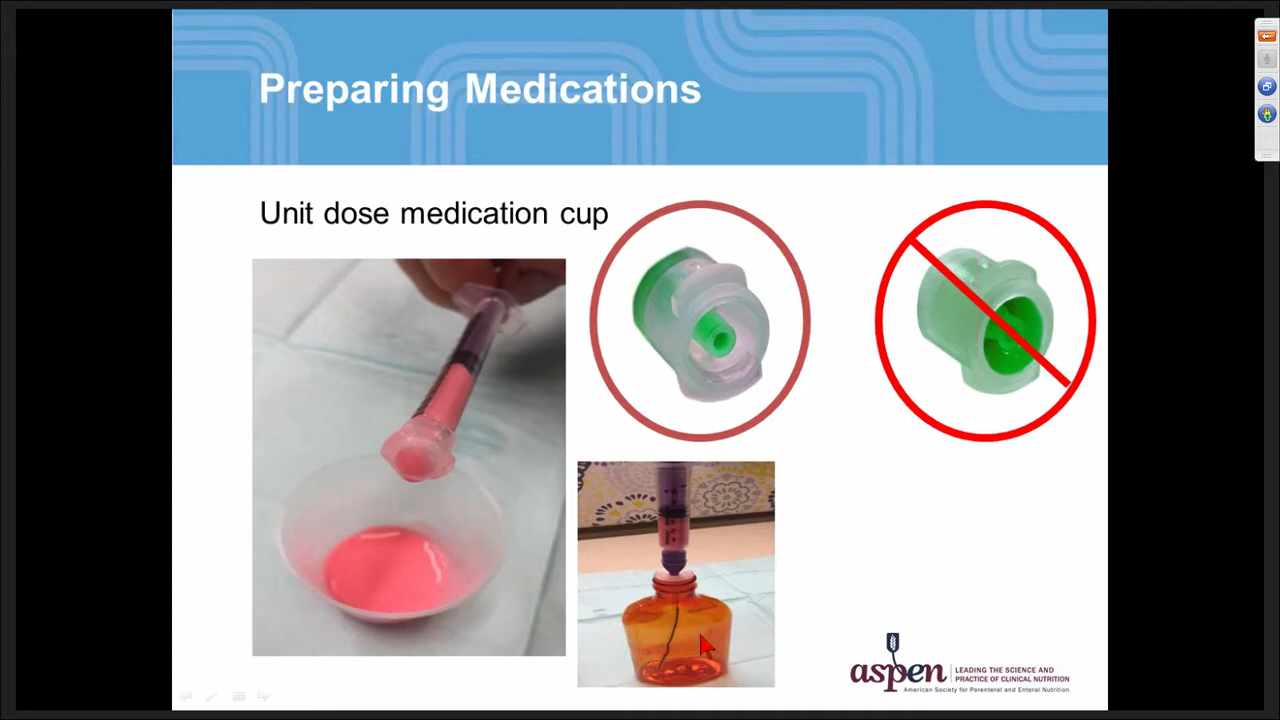 Preparing Medications
Unit dose medication cup
aspen
LEADING THE SCIENCE AND
PRACTICE OF CLINICAL NUTRITION
American Society for Parenteral and Enteral Nutrition